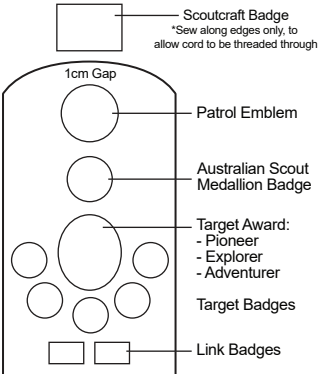 Scoutcraft Badge
*Sew along edges only, to
allow cord to be threaded through
1cm Gap
Patrol Emblem
Australian Scout
Medallion Badge
Target Award:
- Pioneer
- Explorer
- Adventurer
Target Badges
Link Badges